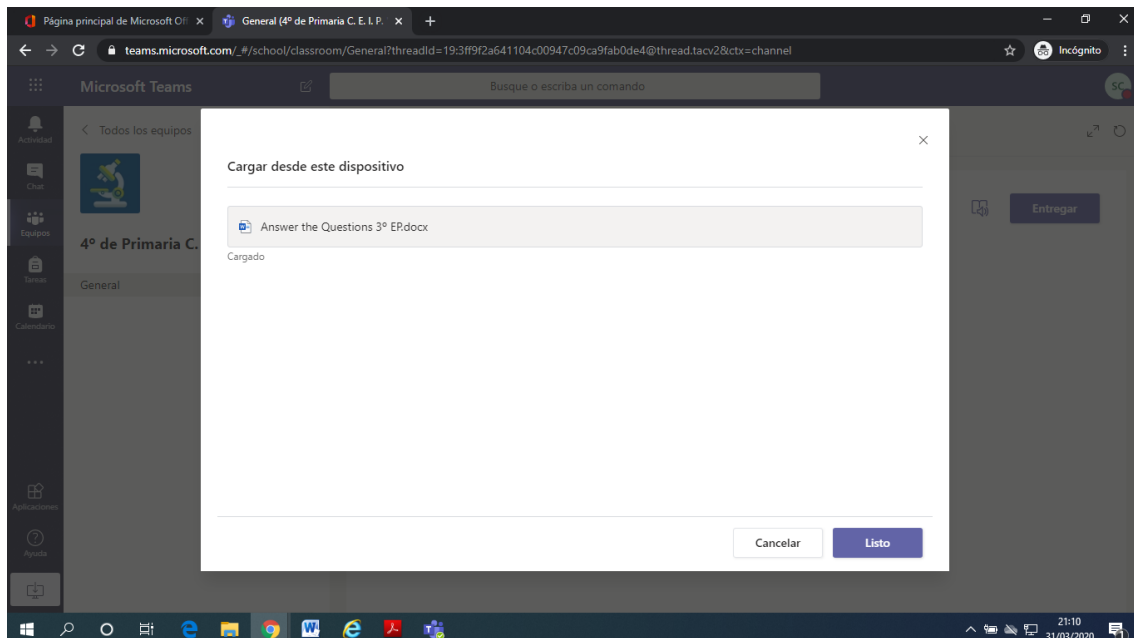 Página principal de Microsoft Of
General (4º de Primaria C. E. I. P.
teams.microsoft.com/_#/school/classroom/General?threadId=19:3ff9f2a641104c00947c09ca9fab0de4@thread.tacv2&ctx=channel
Incógnito
Microsoft Teams
Busque o escriba un comando
SC
Actividad
Chat
Equipos
Tareas
Calendario
Aplicaciones
Ayuda
Todos los equipos
4º de Primaria C.
General
Entregar
Cargar desde este dispositivo
Answer the Questions 3º EP.docx
Cargado
Cancelar
Listo
21:10
31/03/2020